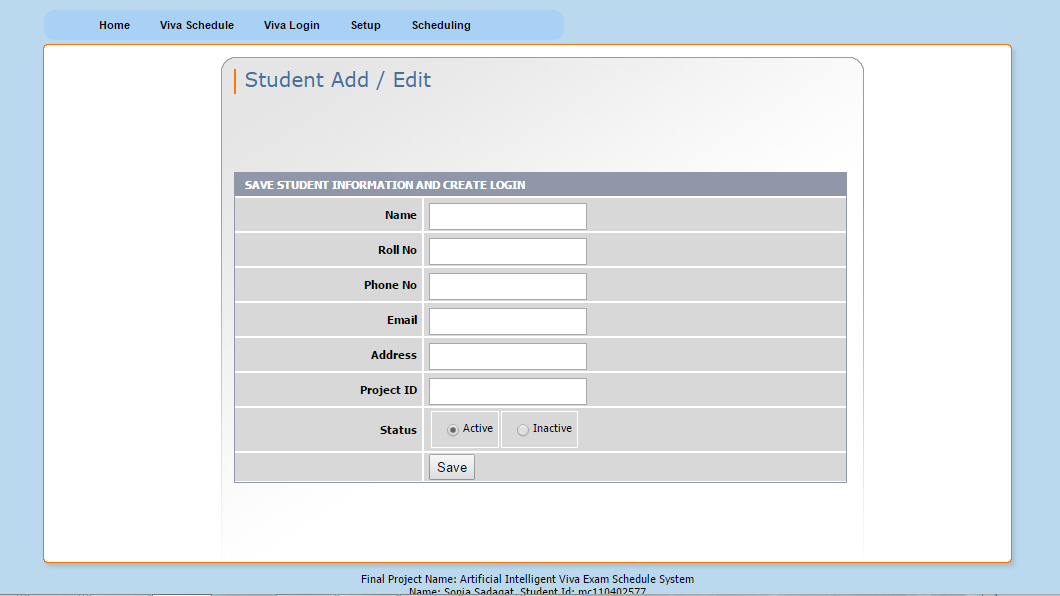 Home Viva Schedule Viva Login Setup Scheduling
Student Add / Edit
SAVE STUDENT INFORMATION AND CREATE LOGIN
Name
Roll No
Phone No
Email
Address
Project ID
Status Active Inactive
Save
Final Project Name: Artificial Intelligent Viva Exam Schedule System
Name: Sonia Sadaqat, Student Id: mc110402577